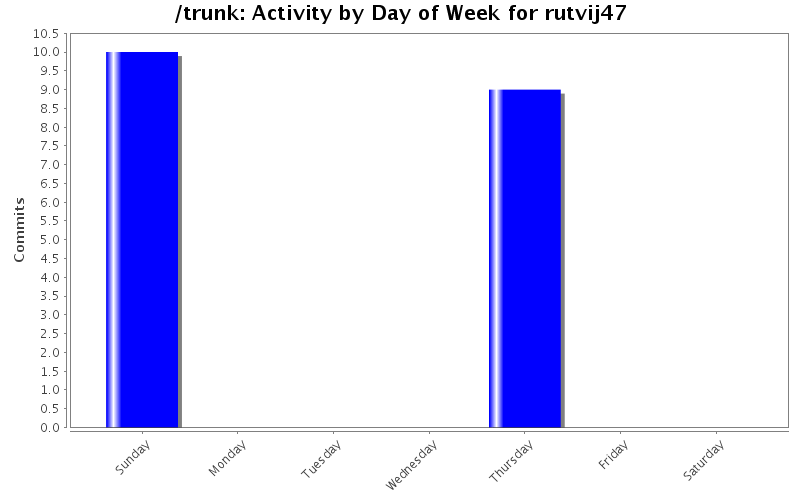 /trunk: Activity by Day of Week for rutvij47
10.5
10.0
9.5
9.0
8.5
8.0
7.5
7.0
6.5
6.0
5.5
5.0
4.5
4.0
3.5
3.0
2.5
2.0
1.5
1.0
0.5
0.0
Commits
Sunday
Monday
Tuesday
Wednesday
Thursday
Friday
Saturday